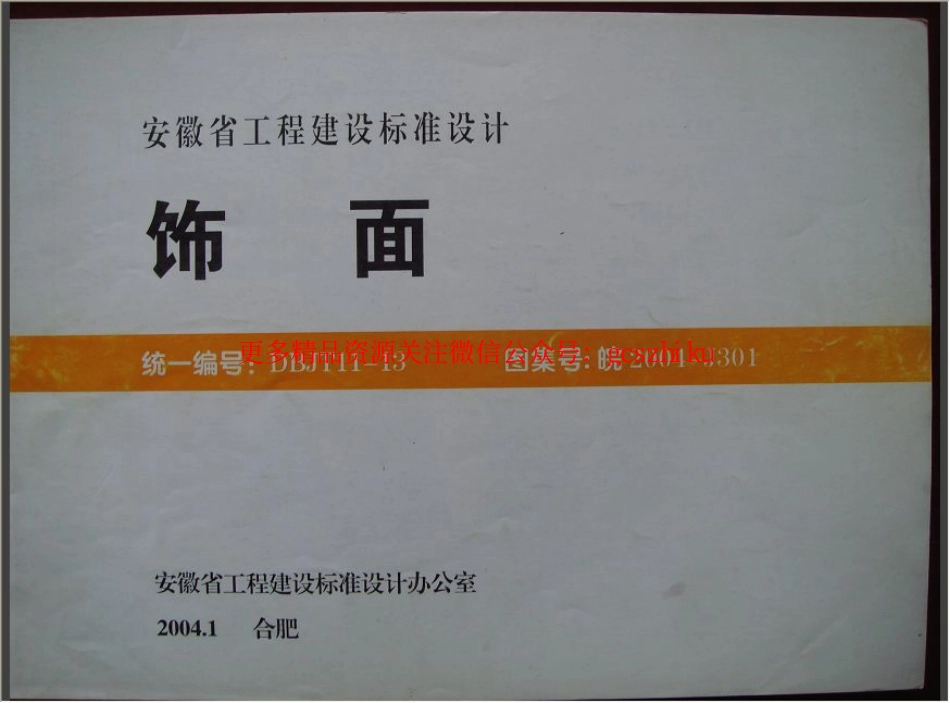 安徽省工程建设标准设计
饰 面
统一编号：DBJT11-13 图集号：皖2004J301
更多精品资源关注微信公众号：gcszhiku
安徽省工程建设标准设计办公室
2004.1 合肥